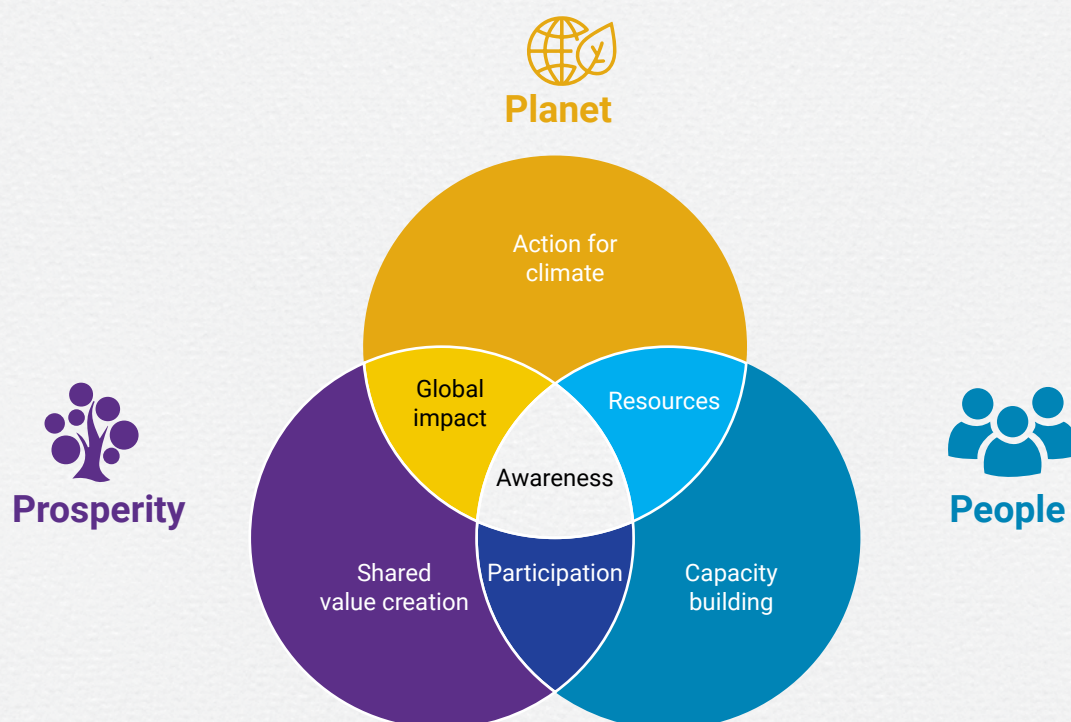 Planet
Action for
climate
Global
impact
Resources
Awareness
Prosperity
People
Shared
value creation
Participation
Capacity
building